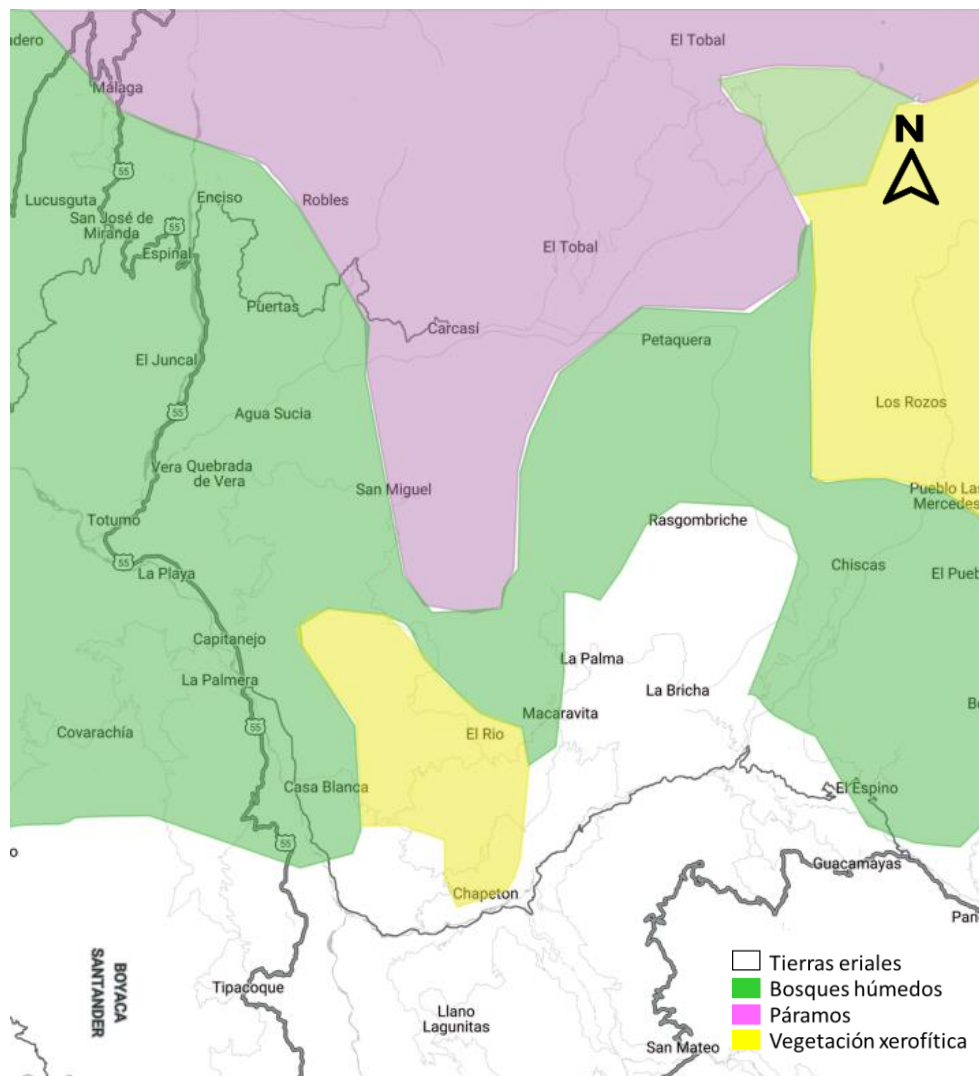 adero
El Tobal
Málaga
N
55
Lucusguta
Enciso
Robles
San José de
Miranda
55
Espinal
El Tobal
Puertas
Carcasí
Petaquera
El Juncal
55
Agua Sucia
Los Rozos
Vera
Quebrada
de Vera
San Miguel
Pueblo Las
Mercedes
Totumo
Rasgombriche
55
La Playa
Chiscas
El Pueb
Capitanejo
La Palma
La Palmera
La Bricha
Covarachía
55
El Rio
Macaravita
Be
Casa Blanca
El Espino
55
o
Guacamayas
Chapeton
Pan
BOYACA
SANTANDER
Tipacoque
Llano
Lagunitas
San Mateo
Tierras eriales
Bosques húmedos
Páramos
Vegetación xerofítica